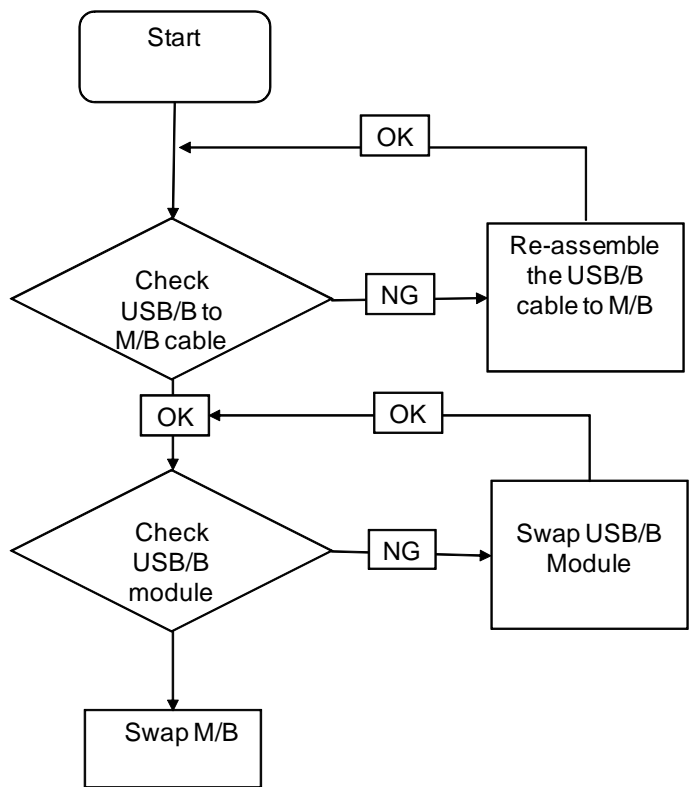 Start
OK
Check
USB/B to
M/B cable
NG
Re-assemble
the USB/B
cable to M/B
OK
OK
Check
USB/B
module
NG
Swap USB/B
Module
Swap M/B